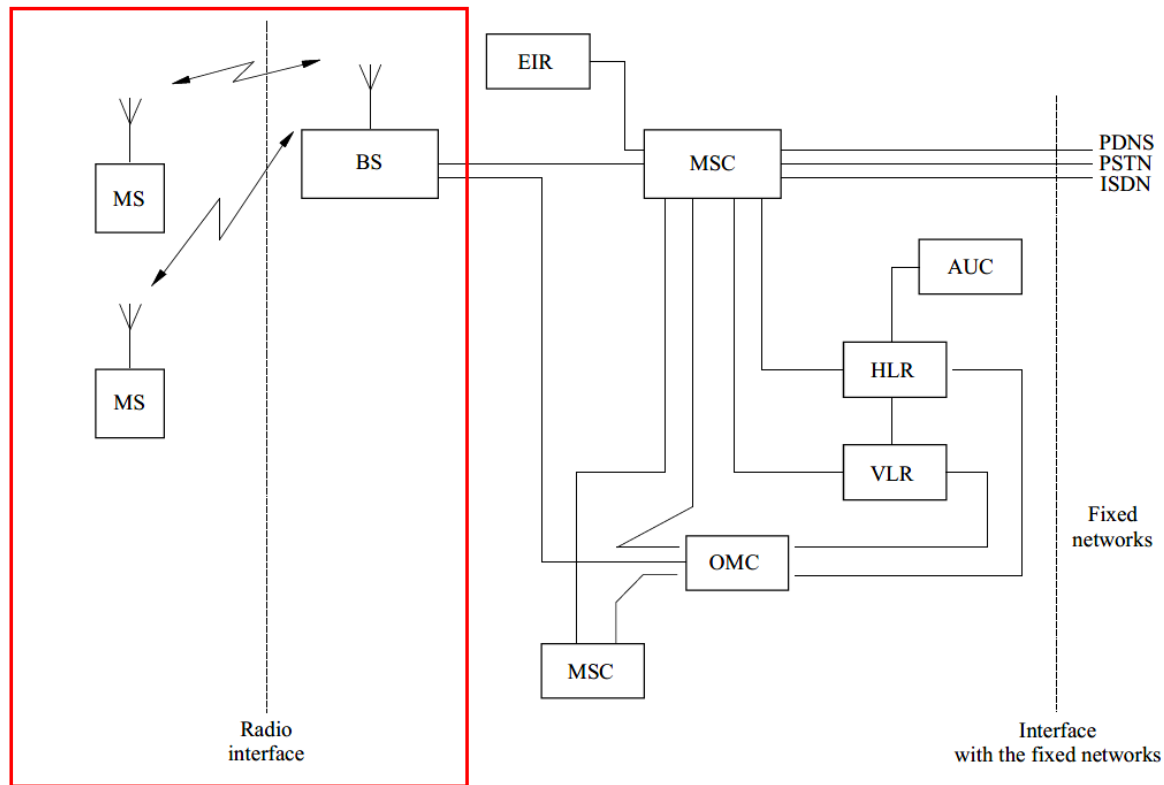 EIR
PDNS
BS
MSC
PSTN
ISDN
MS
AUC
HLR
MS
VLR
Fixed
networks
OMC
MSC
Radio
interface
Interface
with the fixed networks